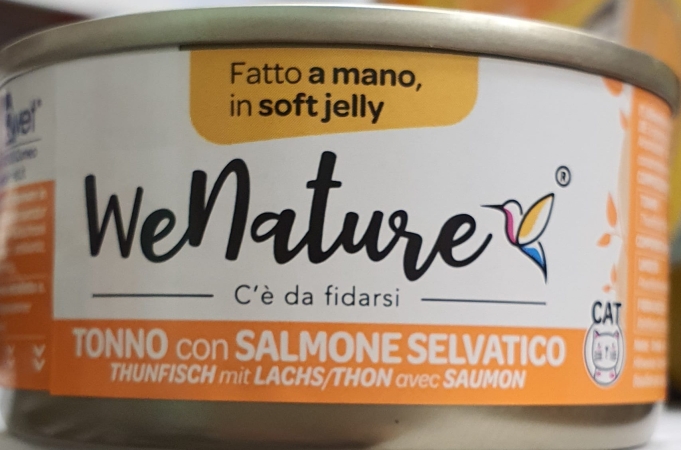 Fatto a mano,
in soft jelly
WeNature®
C'è da fidarsi
TONNO con SALMONE SELVATICO
THUNFISCH mit LACHS/THON avec SAUMON
CAT